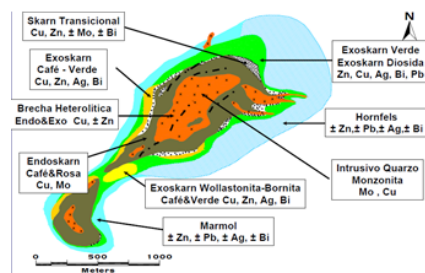 Skarn Transicional
Cu, Zn, ± Mo, ± Bi
N
Exoskarn
Café - Verde
Cu, Zn, Ag, Bi
Exoskarn Verde
Exoskarn Diosida
Zn, Cu, Ag, Bi, Pb
Brecha Heterolitica
Endo&Exo Cu, ± Zn
Hornfels
± Zn,± Pb,± Ag,± Bi
Endoskarn
Café&Rosa
Cu, Mo
Intrusivo Quarzo
Monzonita
Mo , Cu
Exoskarn Wollastonita-Bornita
Café&Verde Cu, Zn, Ag, Bi
Marmol
± Zn, ± Pb, ± Ag, ± Bi
0 500 1000
Meters